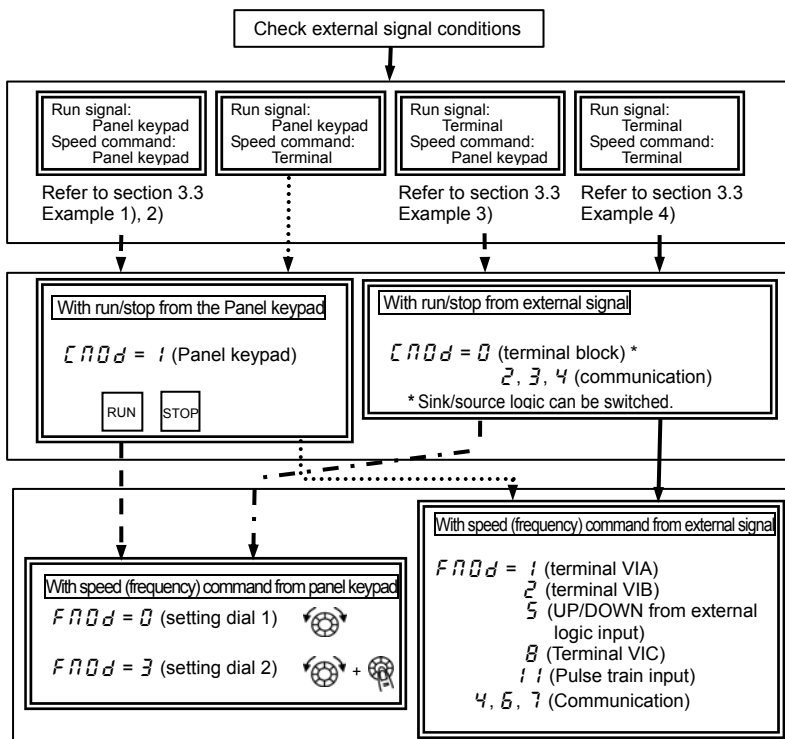 Check external signal conditions
Run signal:
Panel keypad
Speed command:
Panel keypad
Run signal:
Panel keypad
Speed command:
Terminal
Run signal:
Terminal
Speed command:
Panel keypad
Run signal:
Terminal
Speed command:
Terminal
Refer to section 3.3
Example 1), 2)
Refer to section 3.3
Example 3)
Refer to section 3.3
Example 4)
With run/stop from the Panel keypad
CMOd = 1 (Panel keypad)
RUN
STOP
With run/stop from external signal
CMOd = 0 (terminal block) *
2, 3, 4 (communication)
* Sink/source logic can be switched.
With speed (frequency) command from panel keypad
FMOd = 0 (setting dial 1)
FMOd = 3 (setting dial 2)
+
With speed (frequency) command from external signal
FMOd = 1 (terminal VIA)
2 (terminal VIB)
5 (UP/DOWN from external
logic input)
8 (Terminal VIC)
11 (Pulse train input)
4, 6, 7 (Communication)